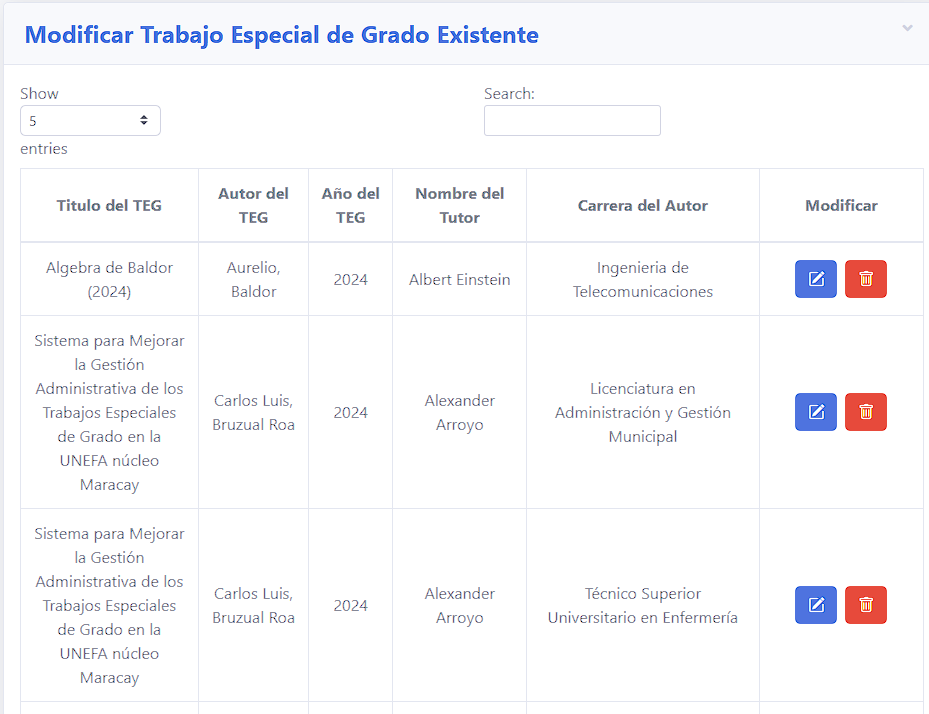 Modificar Trabajo Especial de Grado Existente
Show
Search:
5
entries
Titulo del TEG
Autor del
TEG
Año del
TEG
Nombre del
Tutor
Carrera del Autor
Modificar
Algebra de Baldor
(2024)
Aurelio,
Baldor
2024
Albert Einstein
Ingenieria de
Telecomunicaciones
Sistema para Mejorar
la Gestión
Administrativa de los
Trabajos Especiales
de Grado en la
UNEFA núcleo
Maracay
Carlos Luis,
Bruzual Roa
2024
Alexander
Arroyo
Licenciatura en
Administración y Gestión
Municipal
Sistema para Mejorar
la Gestión
Administrativa de los
Trabajos Especiales
de Grado en la
UNEFA núcleo
Maracay
Carlos Luis,
Bruzual Roa
2024
Alexander
Arroyo
Técnico Superior
Universitario en Enfermería